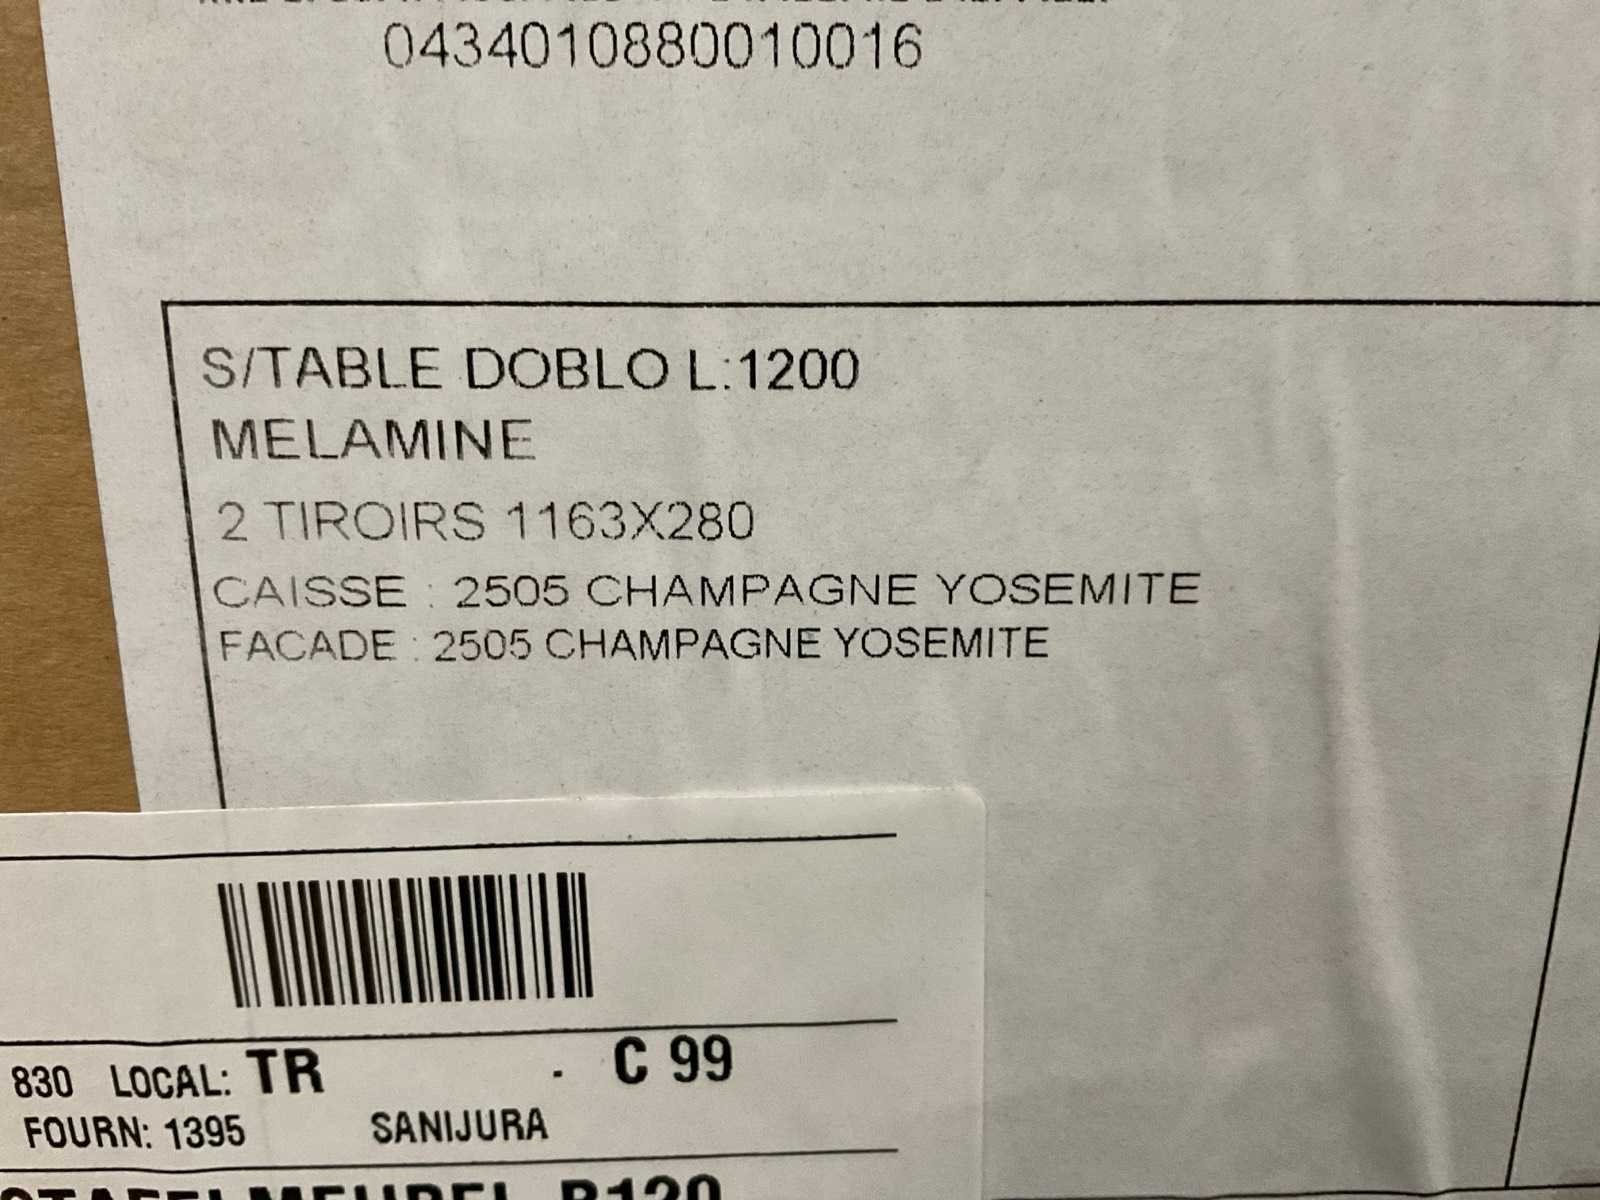 0434010880010016
S/TABLE DOBLO L:1200
MELAMINE
2 TIROIRS 1163X280
CAISSE : 2505 CHAMPAGNE YOSEMITE
FACADE : 2505 CHAMPAGNE YOSEMITE
830 LOCAL: TR - C 99
FOURN: 1395 SANIJURA
B120